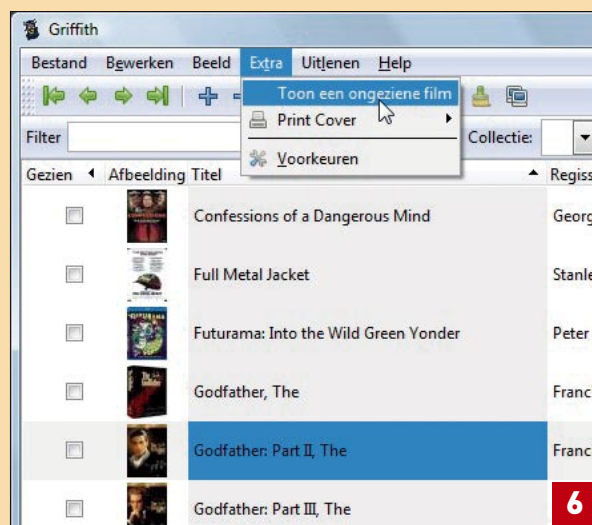 Griffith
Bestand Bewerken Beeld Extra Uitlenen Help
Toon een ongeziene film
Print Cover
Voorkeuren
Filter Collectie:
Gezien Afbeelding Titel Regiss
Confessions of a Dangerous Mind Georg
Full Metal Jacket Stanle
FUTURAMA
Futurama: Into the Wild Green Yonder Peter
Godfather, The Franc
Godfather: Part II, The Franc
Godfather: Part III, The
6